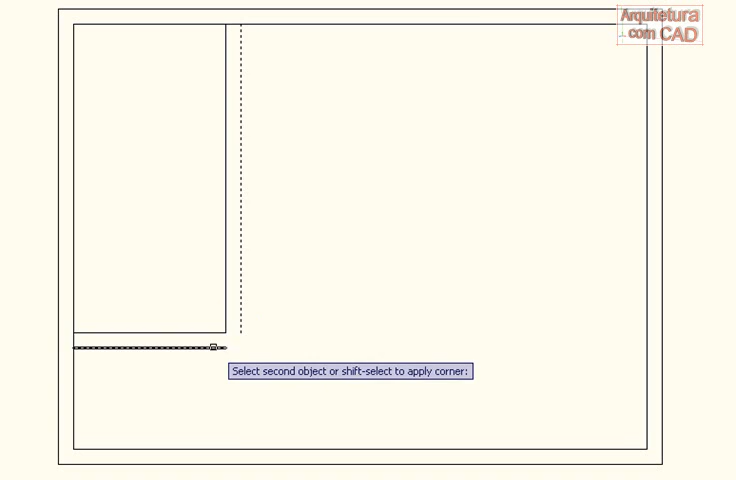 Arquitetura
com CAD
Select second object or shift-select to apply corner: